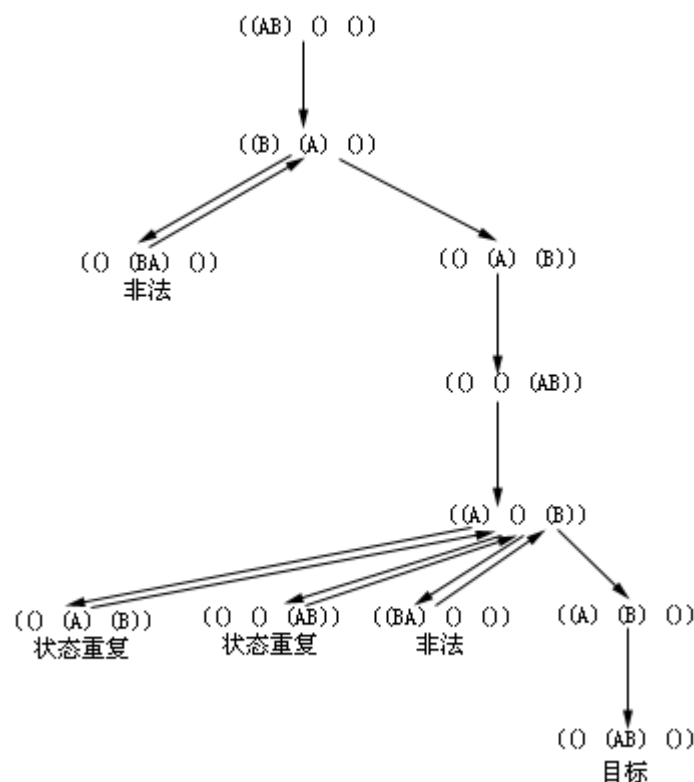 ((AB) () ())
((B) (A) ())
(() (BA) ())
非法
(() (A) (B))
(() () (AB))
((A) () (B))
(() (A) (B))
状态重复
(() () (AB))
状态重复
((BA) () ())
非法
((A) (B) ())
(() (AB) ())
目标